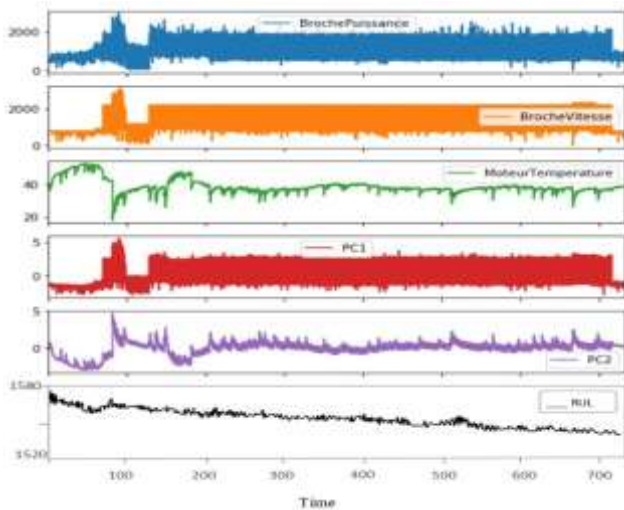 2000
0
BrochePuissance
2000
0
BrocheVitesse
40
20
MoteurTemperature
5
0
PC1
5
0
PC2
1580
1520
RUL
100 200 300 400 500 600 700
Time